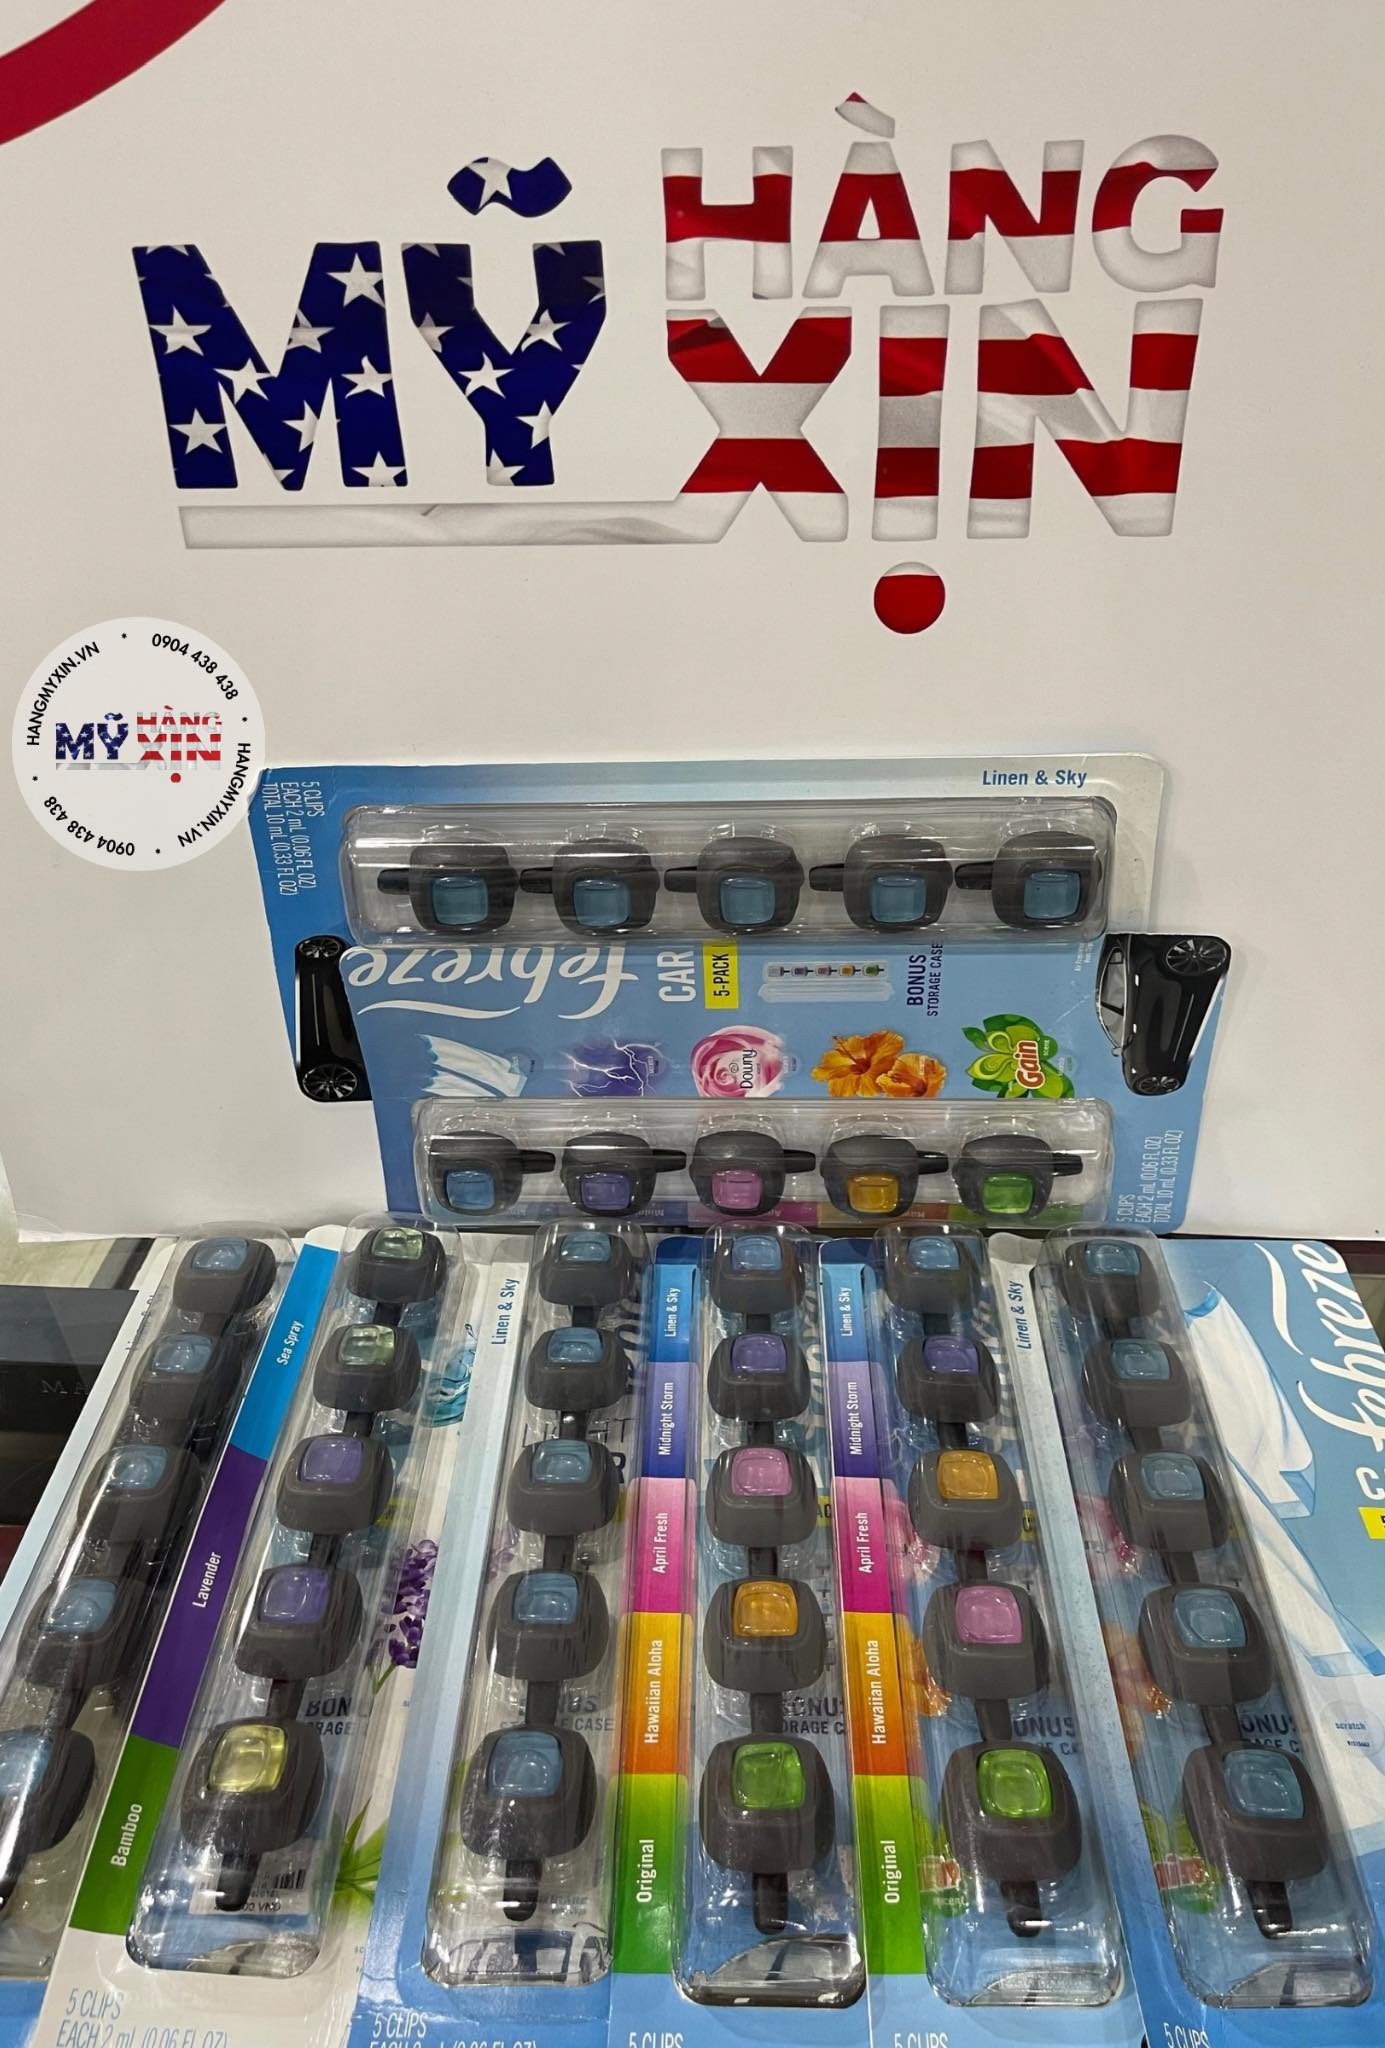 MỸ HÀNG
XỊN
HANGMYXIN.VN * 0904 438 438 * HANGMYXIN.VN * 0904 438 438 *
MỸ HÀNG
XỊN
Linen & Sky
5 CLIPS
EACH 2 mL (0.06 FL OZ)
TOTAL 10 mL (0.33 FL OZ)
febreze
CAR
5-PACK
BONUS
STORAGE CASE
Downy
Gain
scent
5 CLIPS
EACH 2 mL (0.06 FL OZ)
TOTAL 10 mL (0.33 FL OZ)
Sea Spray
Lavender
Bamboo
5 CLIPS
EACH 2 mL (0.06 FL OZ)
Linen & Sky
5 CLIPS
Linen & Sky
Midnight Storm
April Fresh
Hawaiian Aloha
Original
5 CLIPS
Linen & Sky
Midnight Storm
April Fresh
Hawaiian Aloha
Original
5 CLIPS
Linen & Sky
febreze
scratch
5 CLIPS